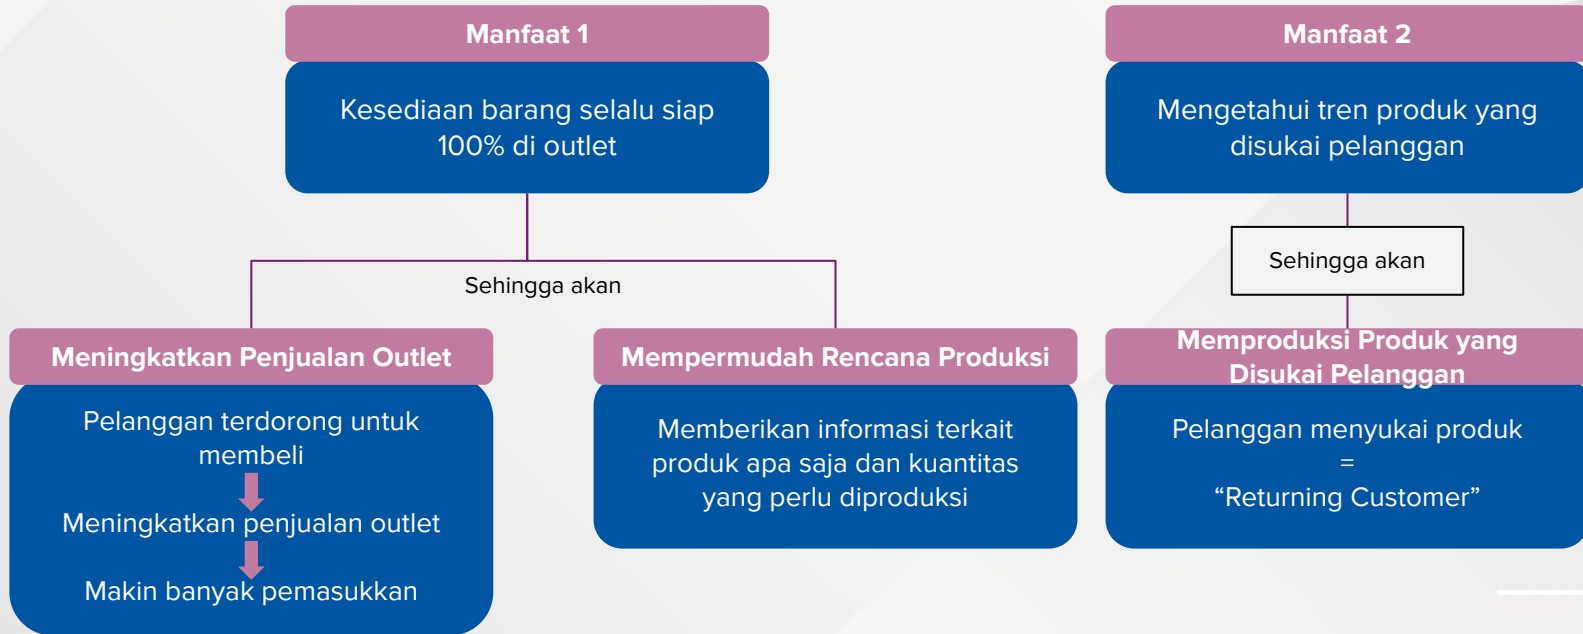 Manfaat 1
Kesediaan barang selalu siap
100% di outlet
Sehingga akan
Meningkatkan Penjualan Outlet
Pelanggan terdorong untuk
membeli
Meningkatkan penjualan outlet
Makin banyak pemasukkan
Mempermudah Rencana Produksi
Memberikan informasi terkait
produk apa saja dan kuantitas
yang perlu diproduksi
Manfaat 2
Mengetahui tren produk yang
disukai pelanggan
Sehingga akan
Memproduksi Produk yang
Disukai Pelanggan
Pelanggan menyukai produk
=
“Returning Customer”